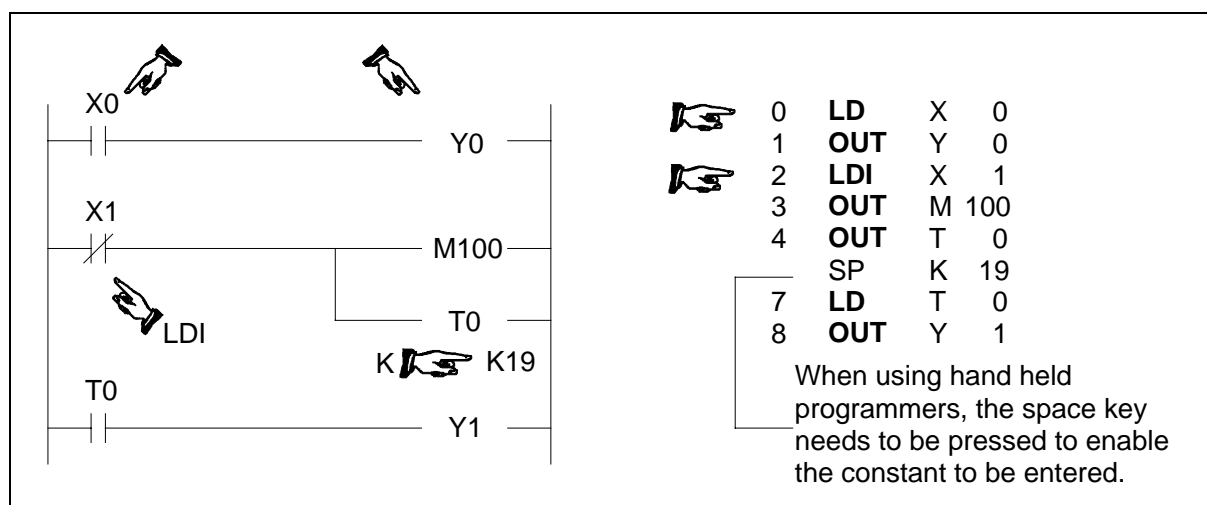 X0
Y0
X1
M100
T0
LDI
K K19
T0
Y1
0 LD X 0
1 OUT Y 0
2 LDI X 1
3 OUT M 100
4 OUT T 0
SP K 19
7 LD T 0
8 OUT Y 1
When using hand held
programmers, the space key
needs to be pressed to enable
the constant to be entered.